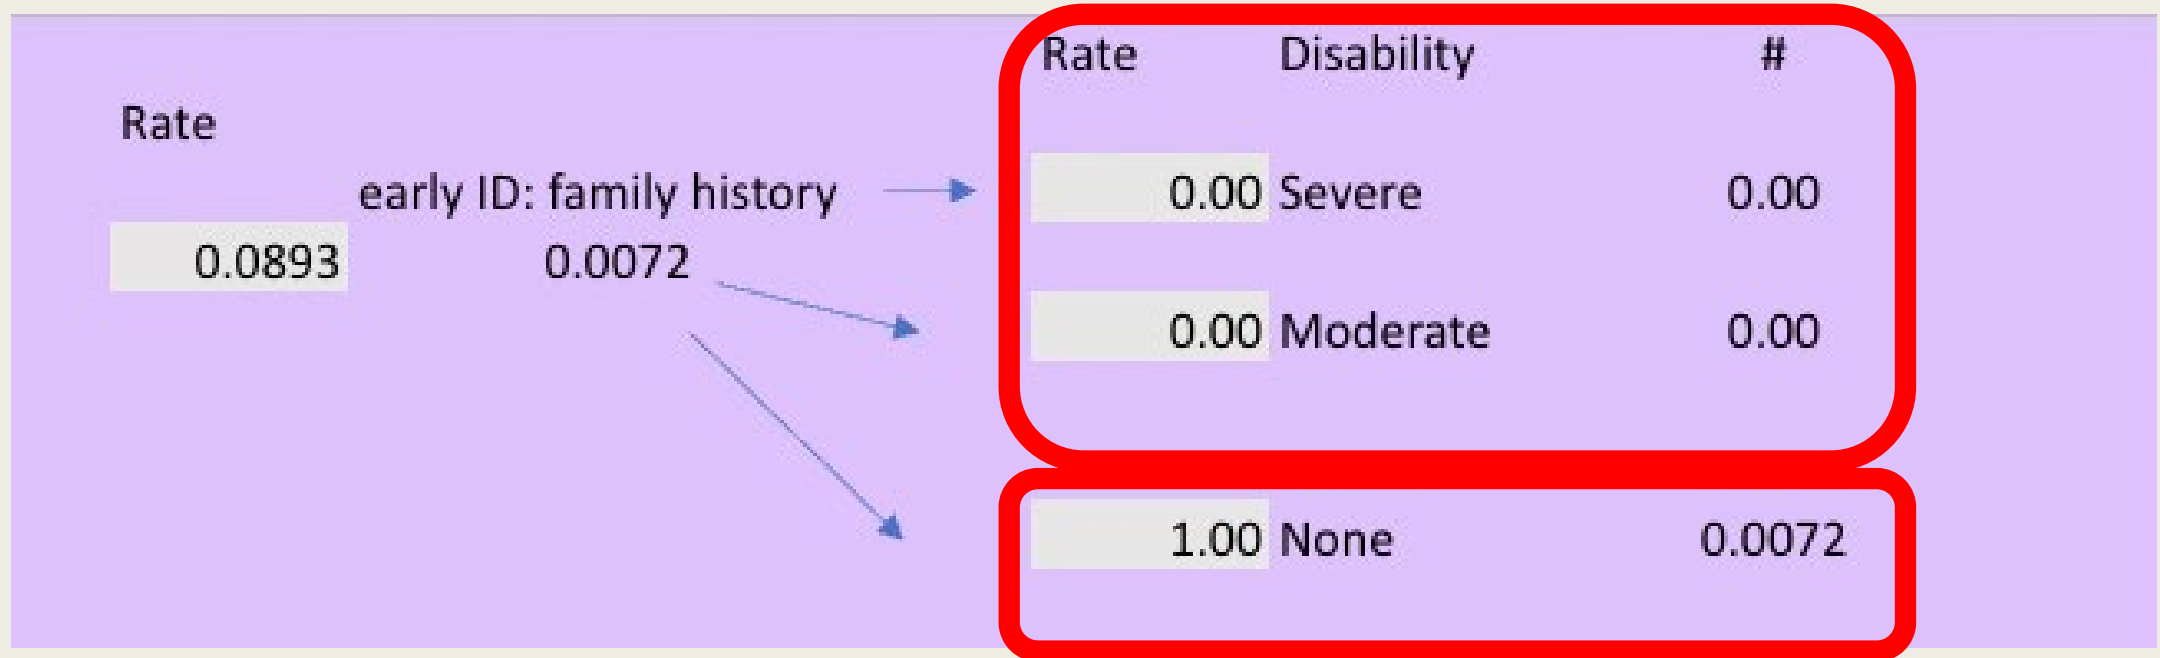 Rate Disability #
Rate
early ID: family history 0.00 Severe 0.00
0.0893 0.0072
0.00 Moderate 0.00
1.00 None 0.0072